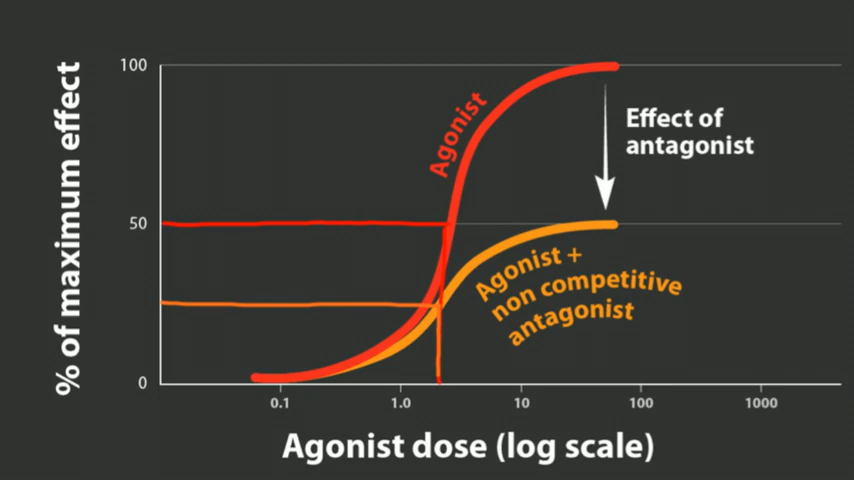 % of maximum effect
100
50
0
Agonist
Effect of
antagonist
Agonist +
non competitive
antagonist
0.1 1.0 10 100 1000
Agonist dose (log scale)